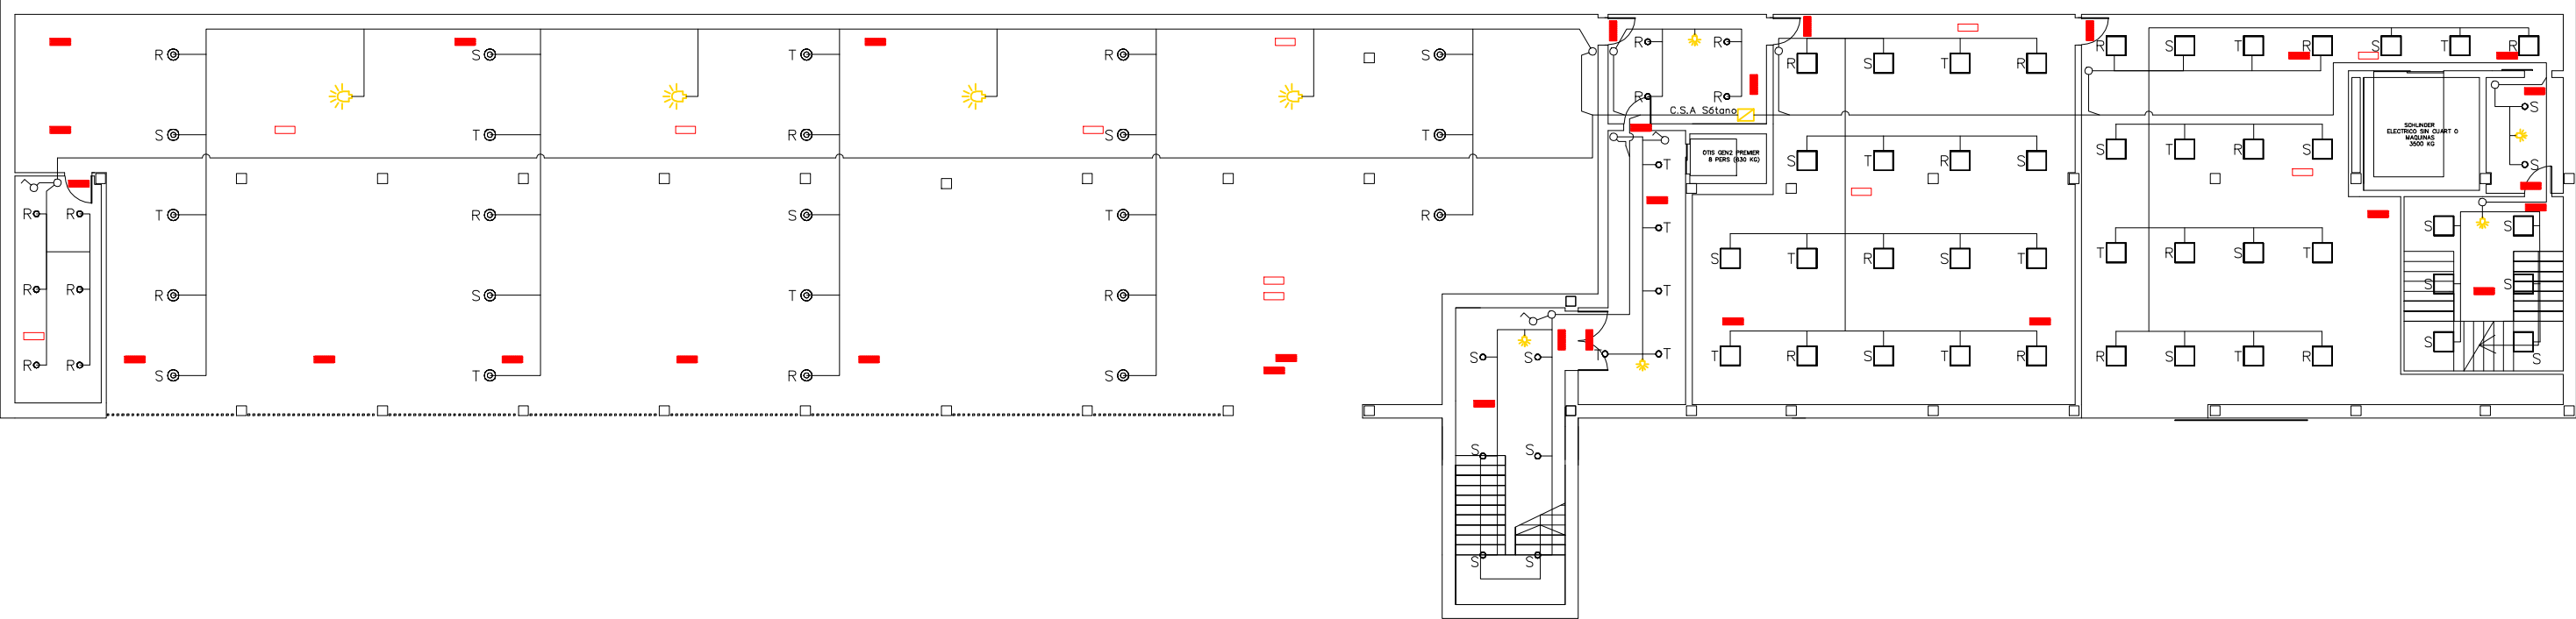 R S T R S
S T R S T
T R S T R
R S T R
S T R S
R R
R R
R R
R R
R R
C.S.A Sótano
OTIS GEN2 PREMIER
8 PERS (630 KG)
T
T
T
T T
S S
S S
S S
R S T R
S T R S
S T R S T
T R S T R
R S T R S T R
S T R S
T R S T
R S T R
SCHLINDER
ELECTRICO SIN CUART O
MAQUINAS
3500 KG
S
S
S S
S S
S S